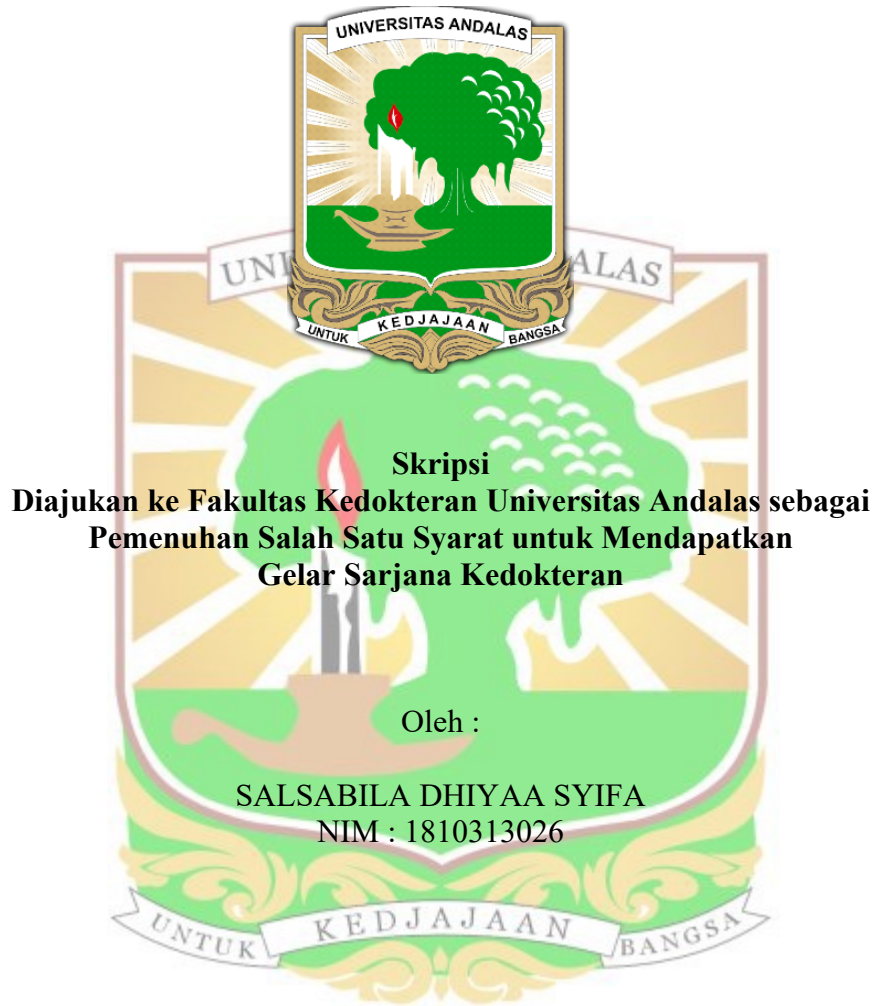 UNIVERSITAS ANDALAS
UNTUK KEDJAJAAN BANGSA
Skripsi
Diajukan ke Fakultas Kedokteran Universitas Andalas sebagai
Pemenuhan Salah Satu Syarat untuk Mendapatkan
Gelar Sarjana Kedokteran
Oleh :
SALSABILA DHIYAA SYIFA
NIM : 1810313026
UNTUK KEDJAJAAN BANGSA